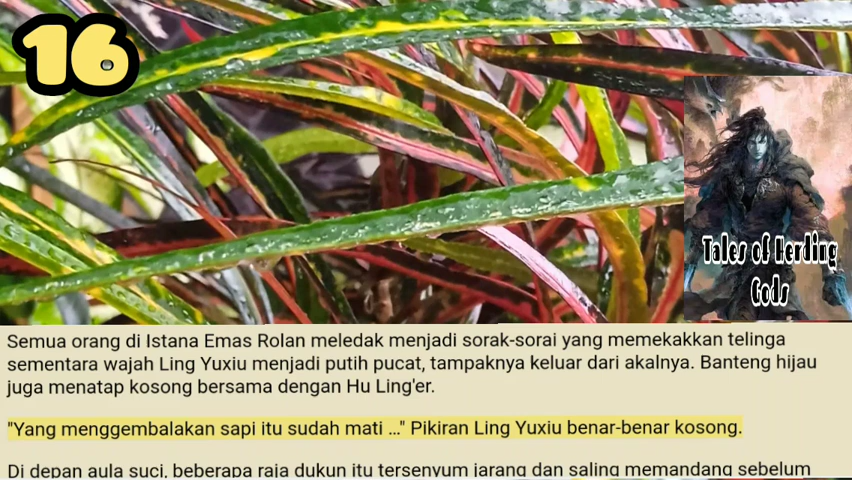 16
Tales of Herding
Gods
Semua orang di Istana Emas Rolan meledak menjadi sorak-sorai yang memekakkan telinga
sementara wajah Ling Yuxiu menjadi putih pucat, tampaknya keluar dari akalnya. Banteng hijau
juga menatap kosong bersama dengan Hu Ling'er.
"Yang menggembalakan sapi itu sudah mati ..." Pikiran Ling Yuxiu benar-benar kosong.
Di depan aula suci, beberapa raja dukun itu tersenyum jarang dan saling memandang sebelum